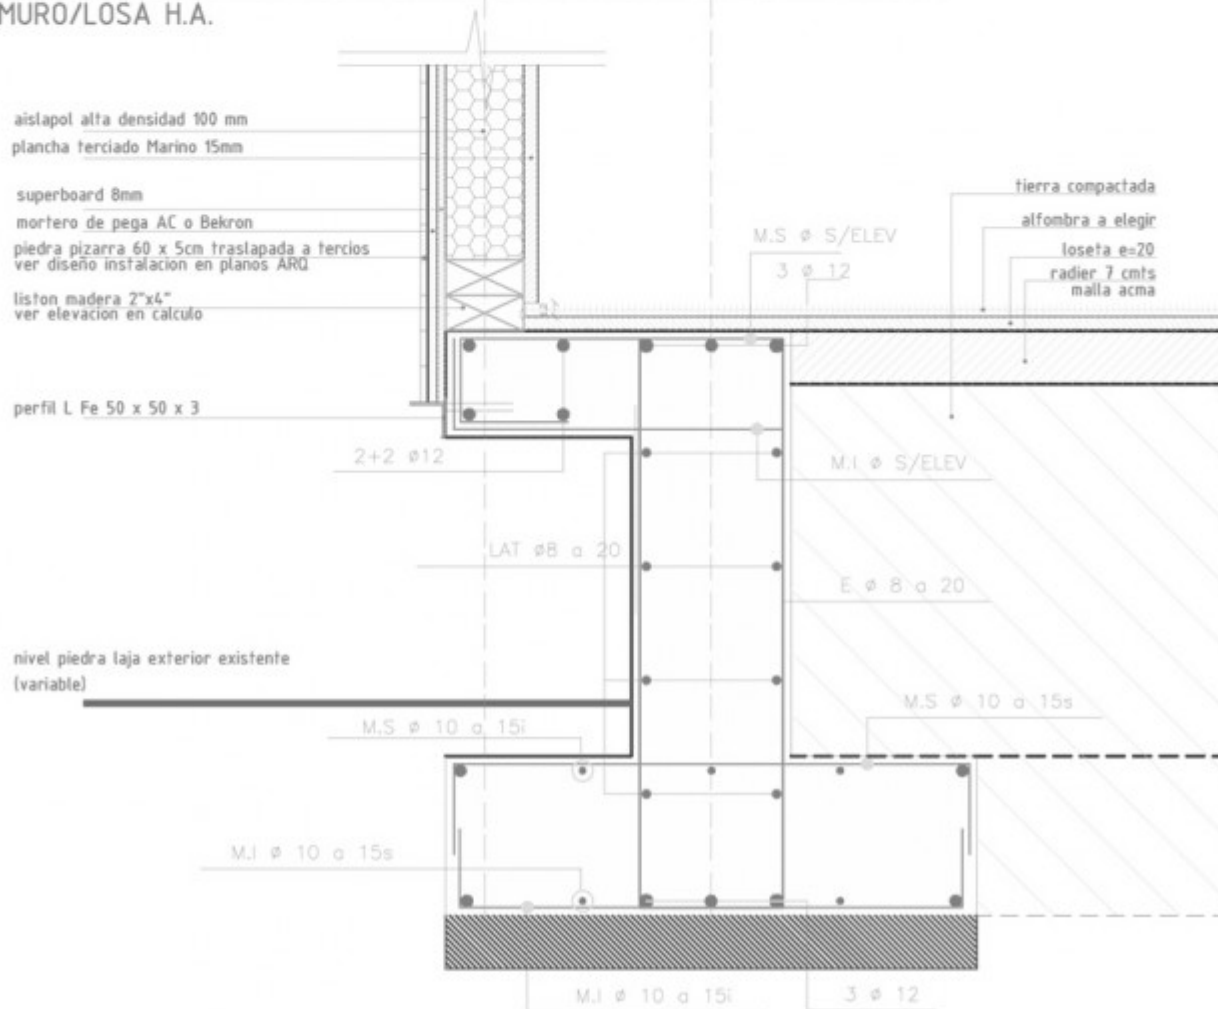 MURO/LOSA H.A.
aislapol alta densidad 100 mm
plancha terciado Marino 15mm
superboard 8mm
mortero de pega AC o Bekron
piedra pizarra 60 x 5cm traslapada a tercios
ver diseño instalacion en planos ARQ
liston madera 2"x4"
ver elevacion en calculo
perfil L Fe 50 x 50 x 3
nivel piedra laja exterior existente
(variable)
tierra compactada
alfombra a elegir
loseta e=20
radier 7 cmts
malla acma
M.S ø S/ELEV
3 ø 12
2+2 ø12
M.I ø S/ELEV
LAT ø8 a 20
E ø 8 a 20
M.S ø 10 a 15s
M.S ø 10 a 15i
M.I ø 10 a 15s
M.I ø 10 a 15i
3 ø 12